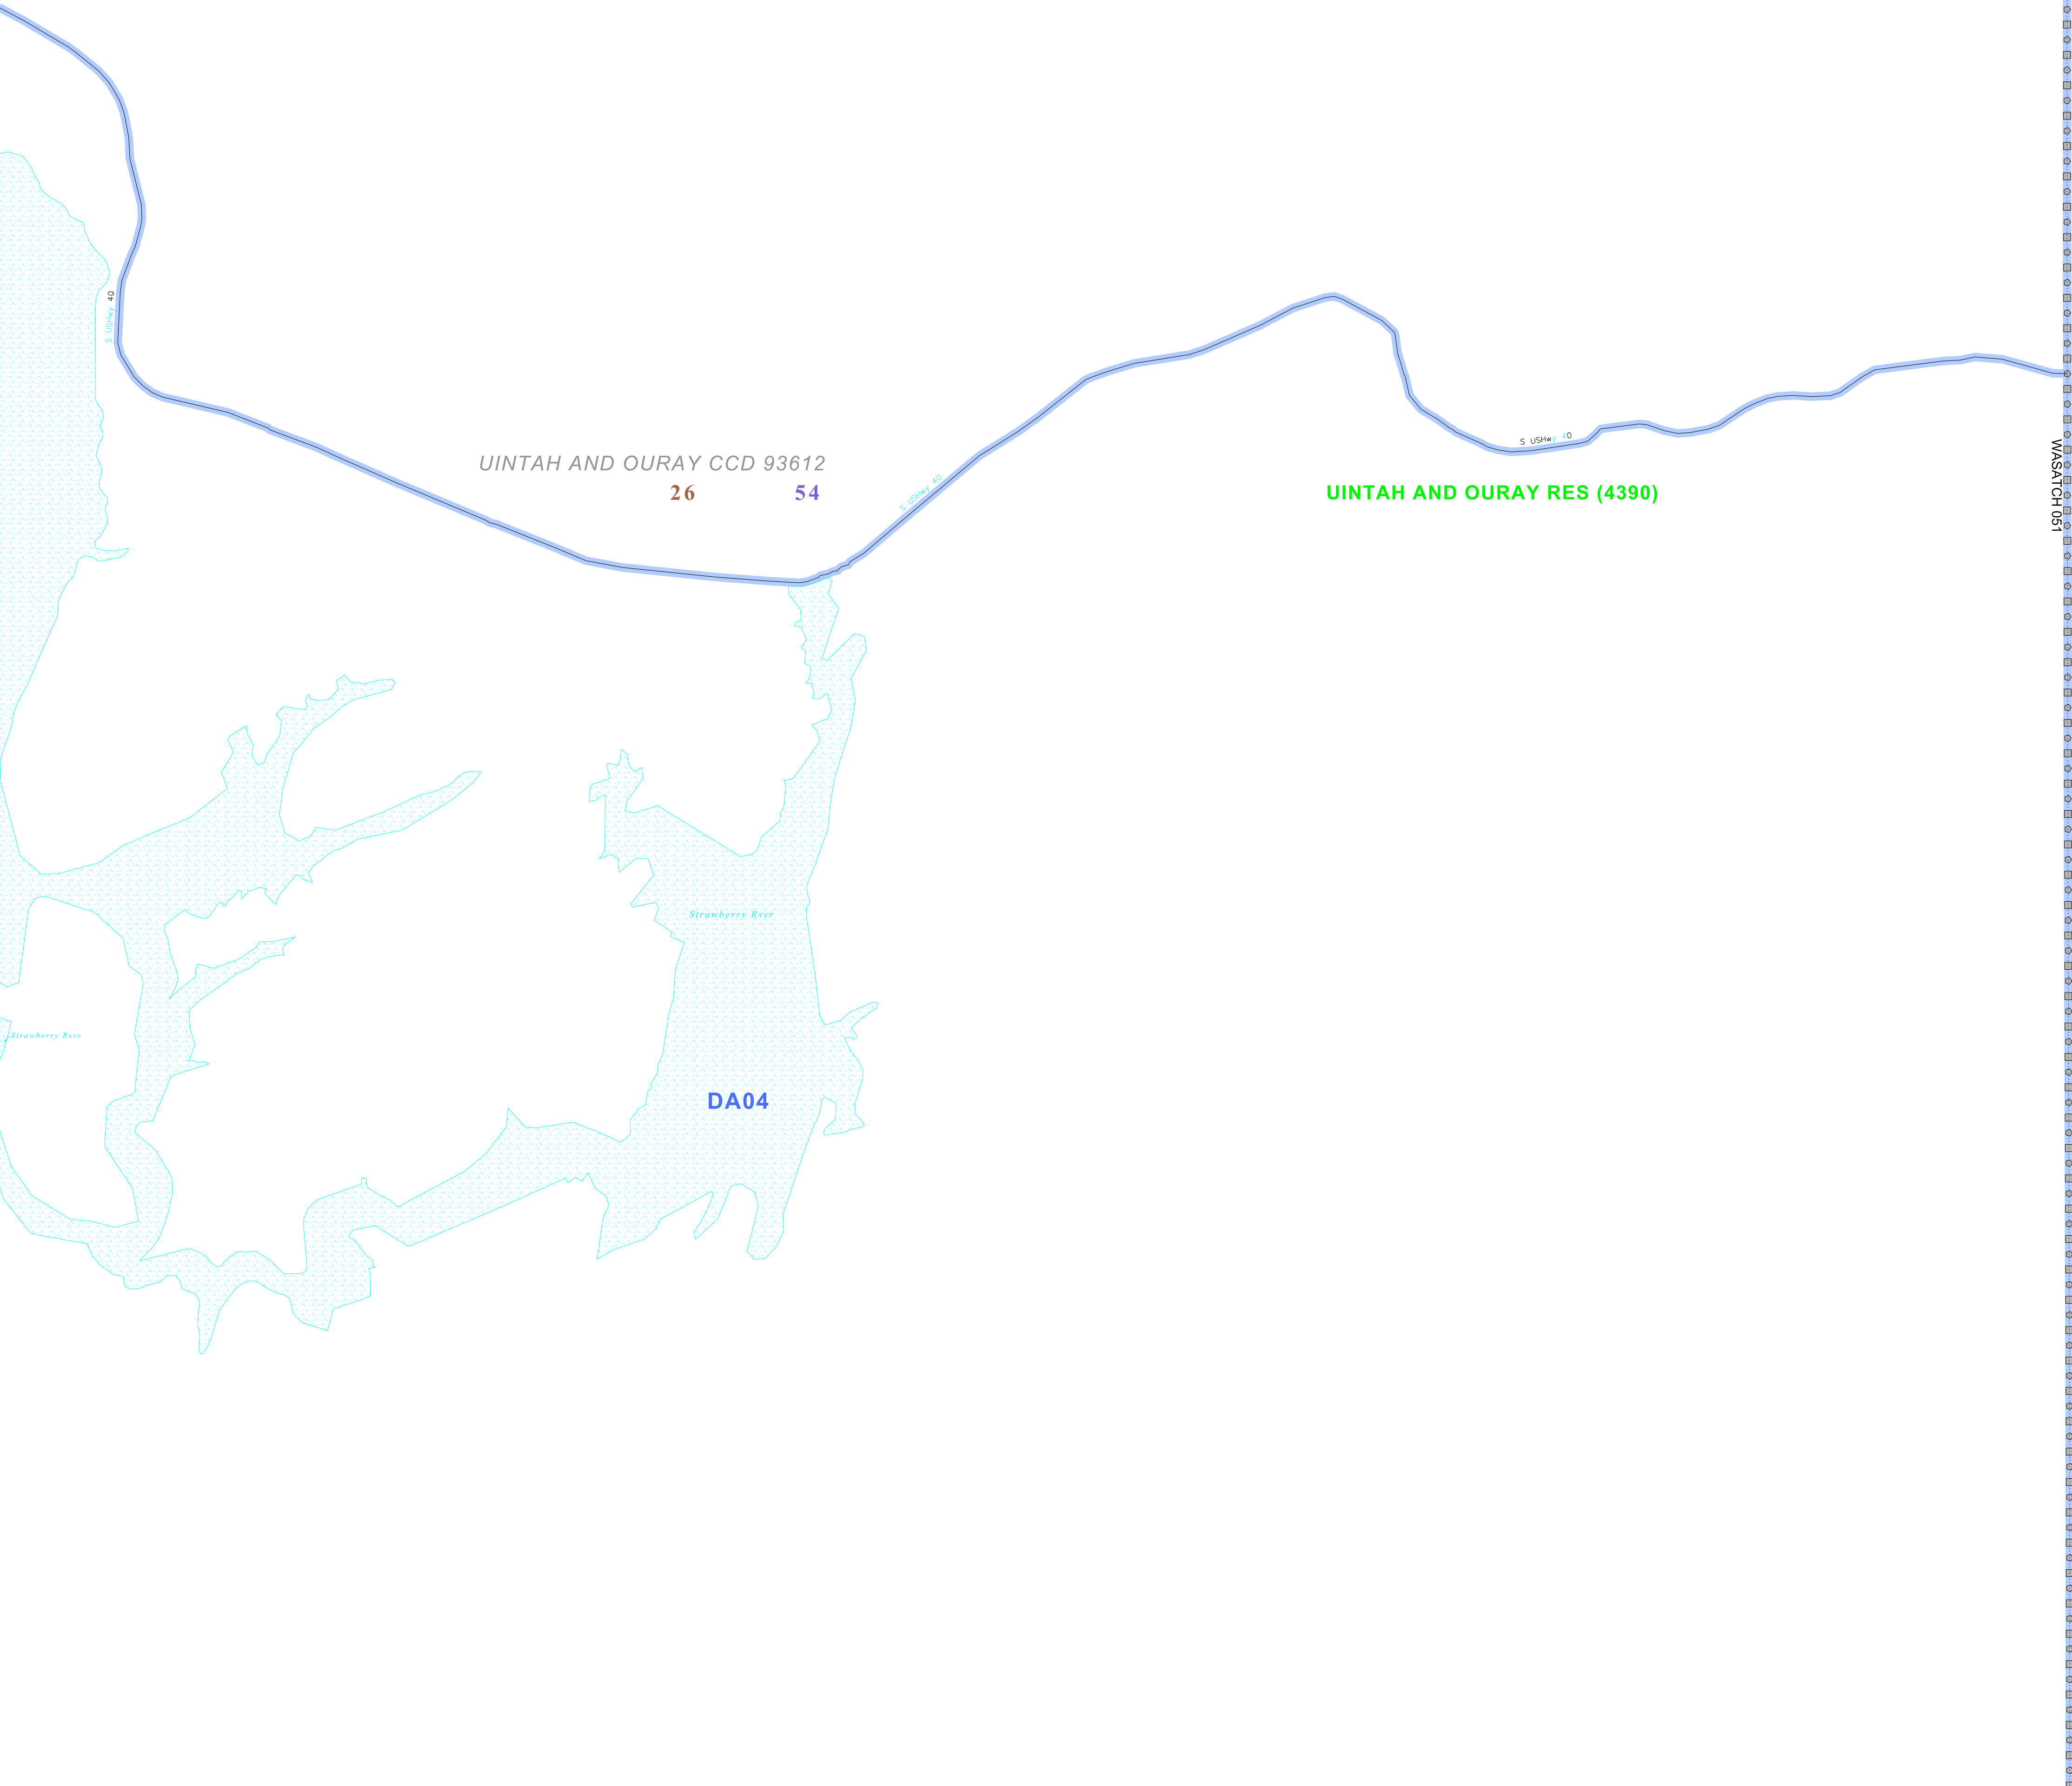 S USHwy 40
UINTAH AND OURAY CCD 93612
26 54
S USHwy 40
S USHwy 40
UINTAH AND OURAY RES (4390)
WASATCH 051
Strawberry Rsvr
Strawberry Rsvr
DA04